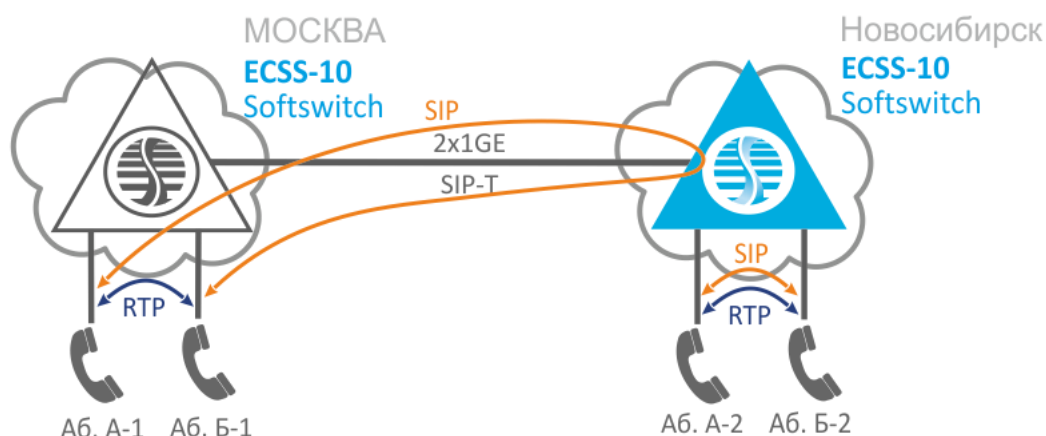 МОСКВА
ECSS-10
Softswitch
Новосибирск
ECSS-10
Softswitch
SIP
2x1GE
SIP-T
RTP
SIP
RTP
Аб. А-1
Аб. Б-1
Аб. А-2
Аб. Б-2